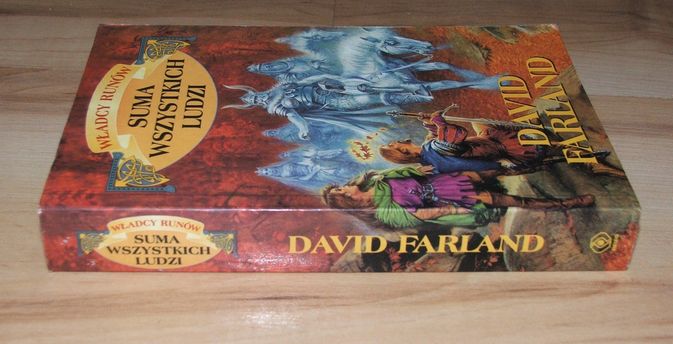 WŁADCY RUNÓW
SUMA
WSZYSTKICH
LUDZI
DAVID
FARLAND
WŁADCY RUNÓW
SUMA
WSZYSTKICH
LUDZI
DAVID FARLAND